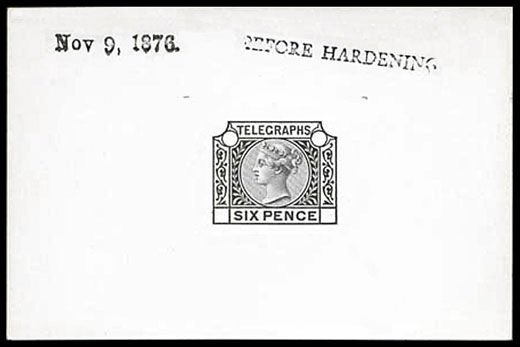 Nov 9, 1876.
BEFORE HARDENING
TELEGRAPHS
SIX PENCE